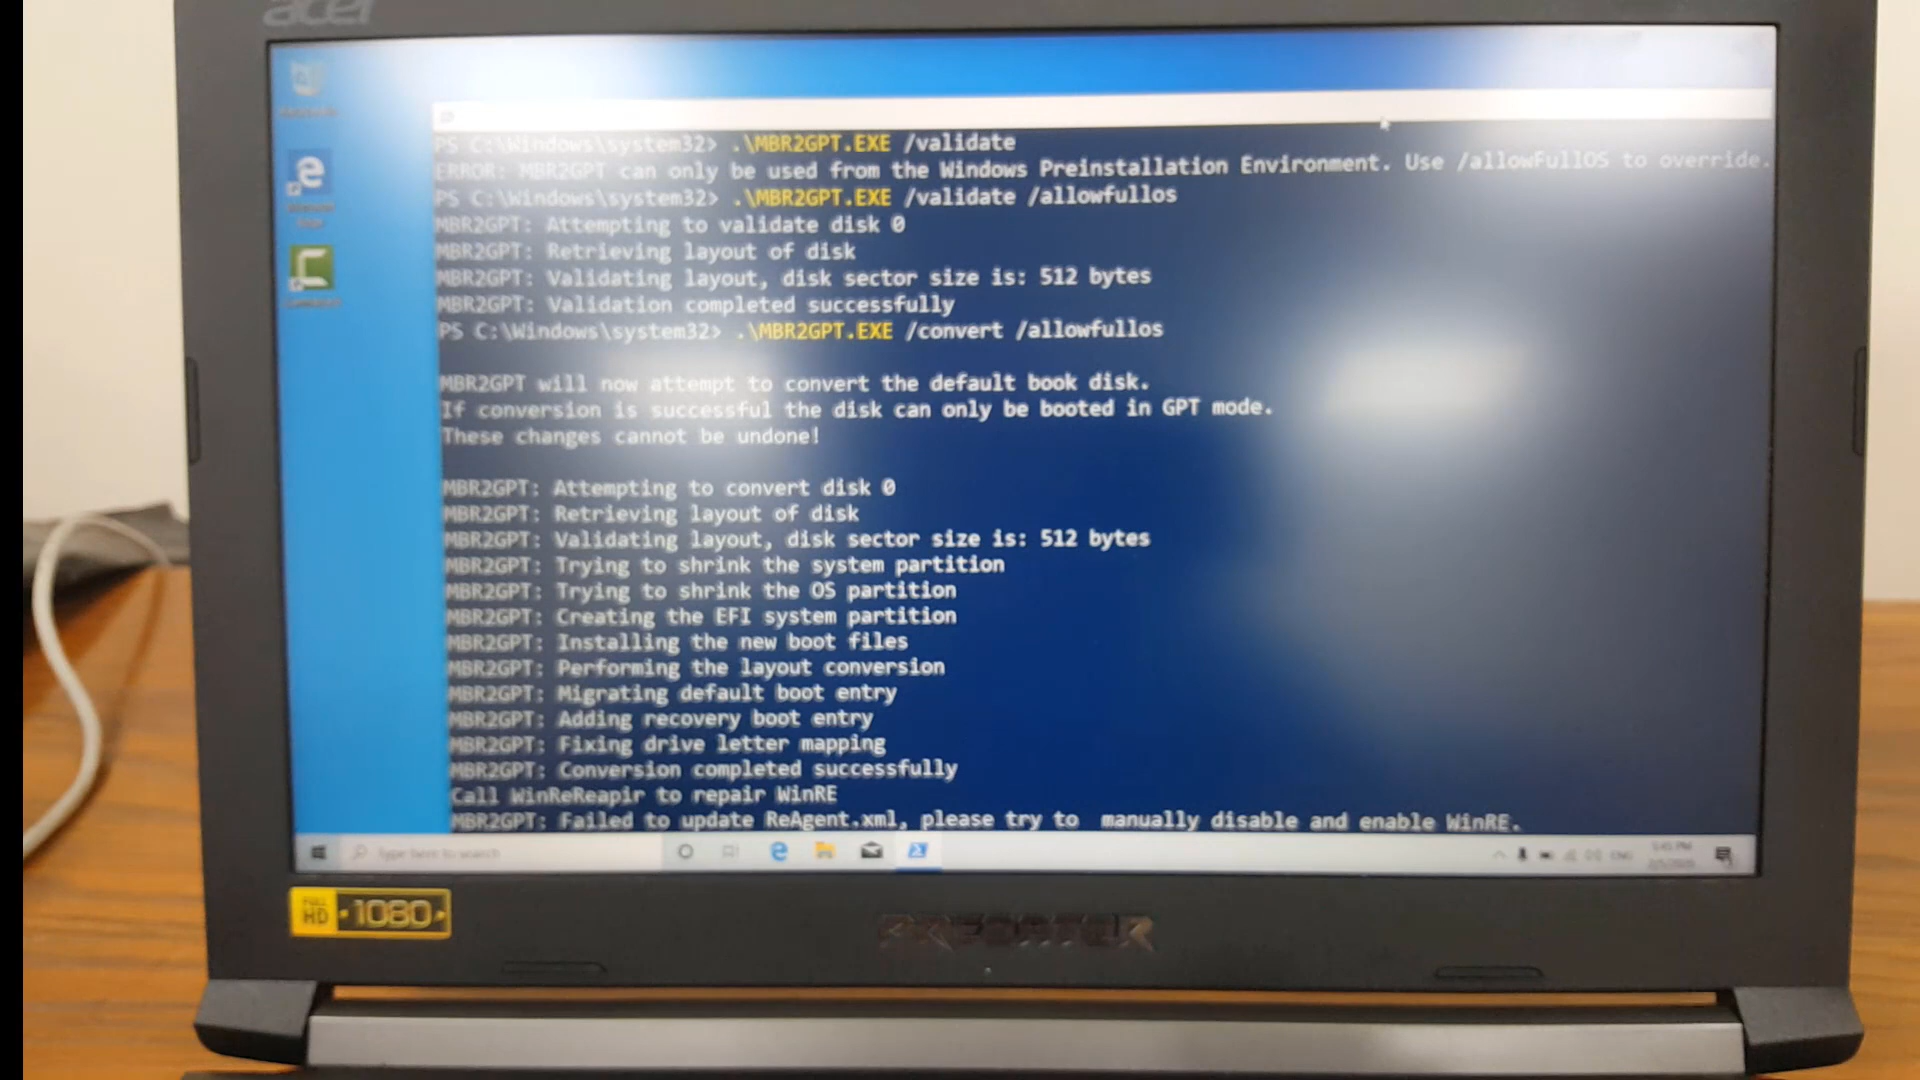 acer
PS C:\Windows\system32> .\MBR2GPT.EXE /validate
ERROR: MBR2GPT can only be used from the Windows Preinstallation Environment. Use /allowFullOS to override.
PS C:\Windows\system32> .\MBR2GPT.EXE /validate /allowfullos
MBR2GPT: Attempting to validate disk 0
MBR2GPT: Retrieving layout of disk
MBR2GPT: Validating layout, disk sector size is: 512 bytes
MBR2GPT: Validation completed successfully
PS C:\Windows\system32> .\MBR2GPT.EXE /convert /allowfullos
MBR2GPT will now attempt to convert the default book disk.
If conversion is successful the disk can only be booted in GPT mode.
These changes cannot be undone!
MBR2GPT: Attempting to convert disk 0
MBR2GPT: Retrieving layout of disk
MBR2GPT: Validating layout, disk sector size is: 512 bytes
MBR2GPT: Trying to shrink the system partition
MBR2GPT: Trying to shrink the OS partition
MBR2GPT: Creating the EFI system partition
MBR2GPT: Installing the new boot files
MBR2GPT: Performing the layout conversion
MBR2GPT: Migrating default boot entry
MBR2GPT: Adding recovery boot entry
MBR2GPT: Fixing drive letter mapping
MBR2GPT: Conversion completed successfully
Call WinReReapir to repair WinRE
MBR2GPT: Failed to update ReAgent.xml, please try to  manually disable and enable WinRE.
Type here to search
ENG
FULL HD 1080
PREDATOR